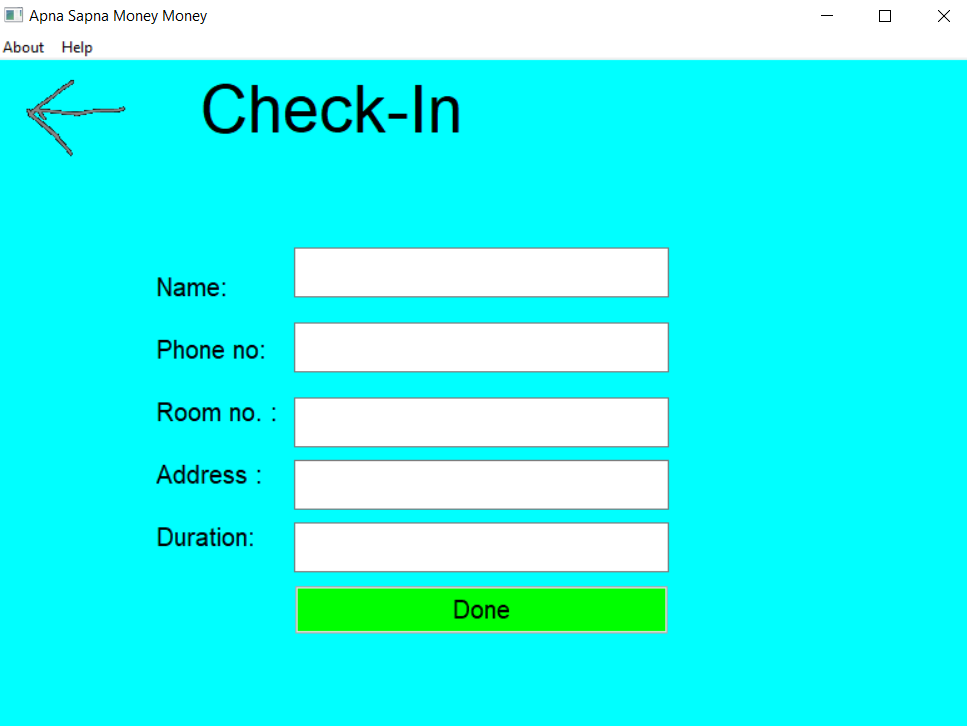 Apna Sapna Money Money
About Help
Check-In
Name:
Phone no:
Room no. :
Address :
Duration:
Done